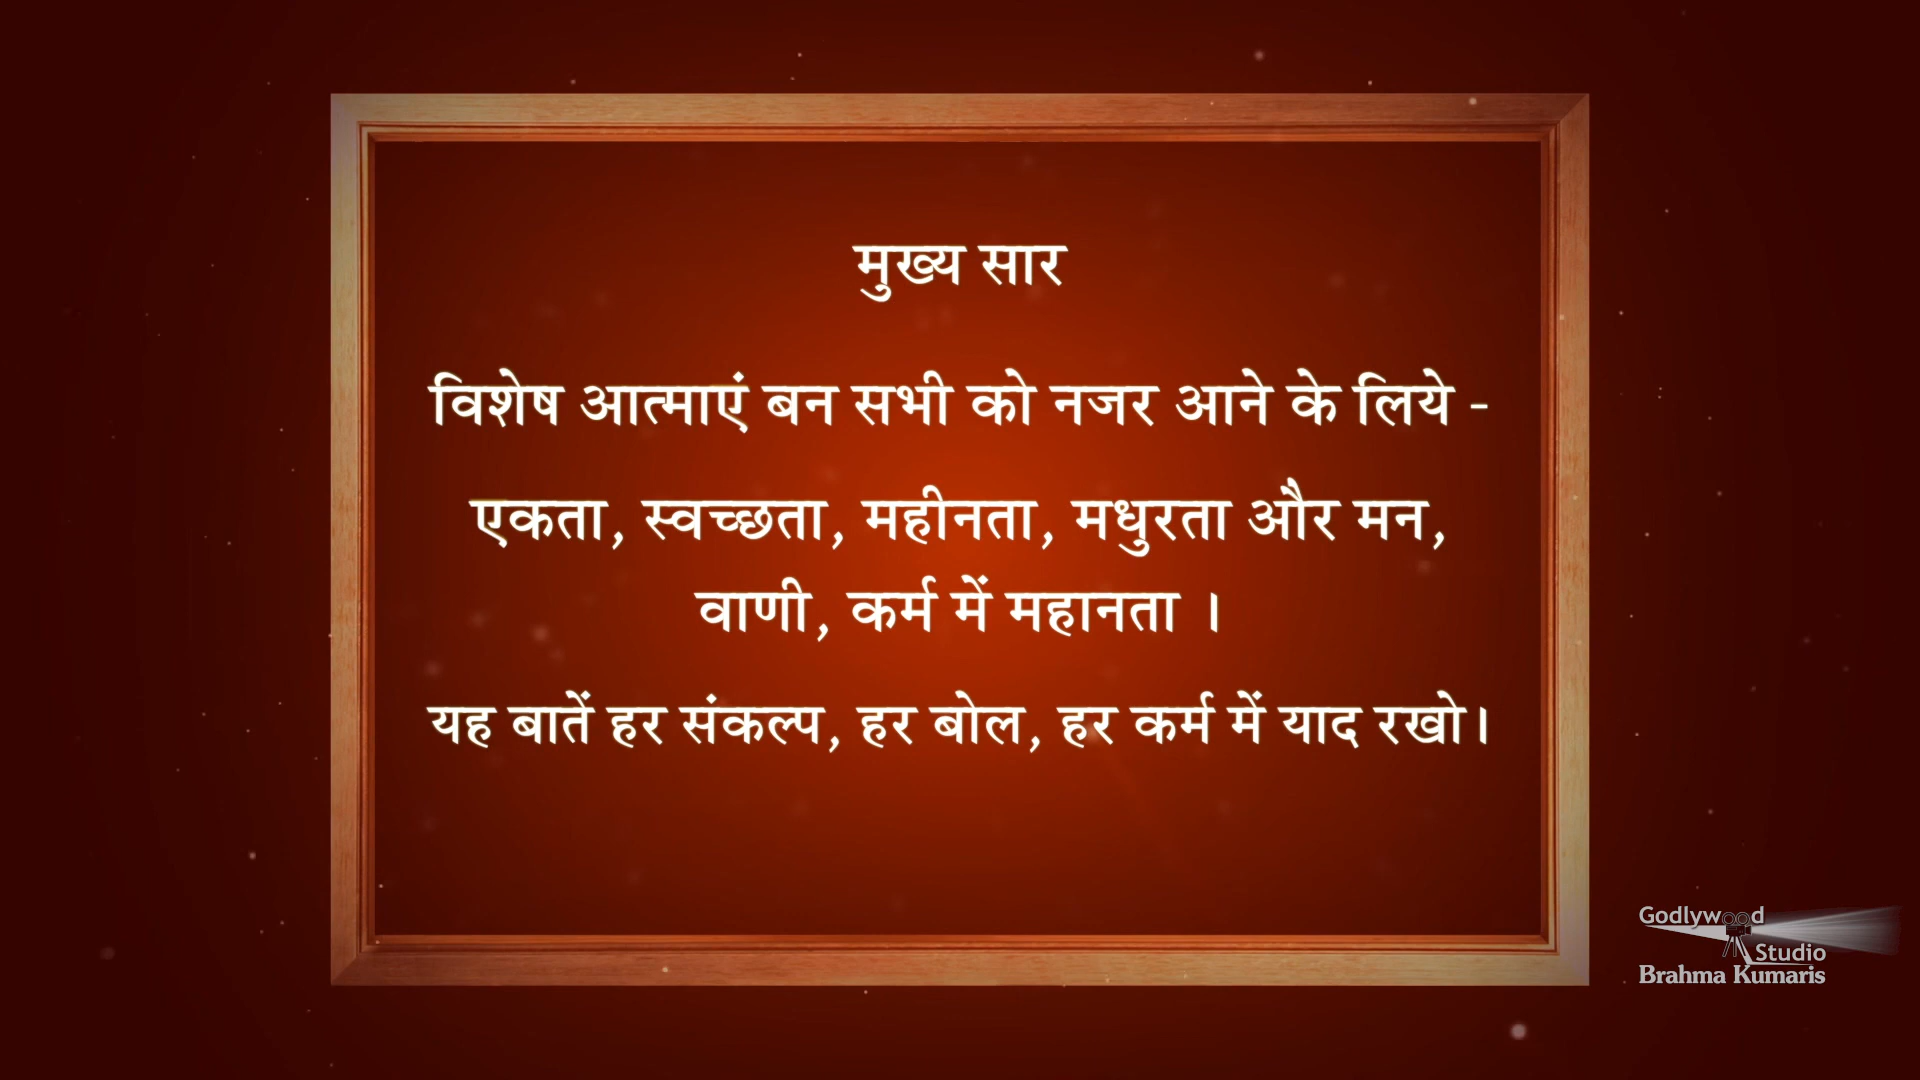 मुख्य सार
विशेष आत्माएं बन सभी को नजर आने के लिये -
एकता, स्वच्छता, महीनता, मधुरता और मन,
वाणी, कर्म में महानता ।
यह बातें हर संकल्प, हर बोल, हर कर्म में याद रखो।
Godlywood
Studio
Brahma Kumaris